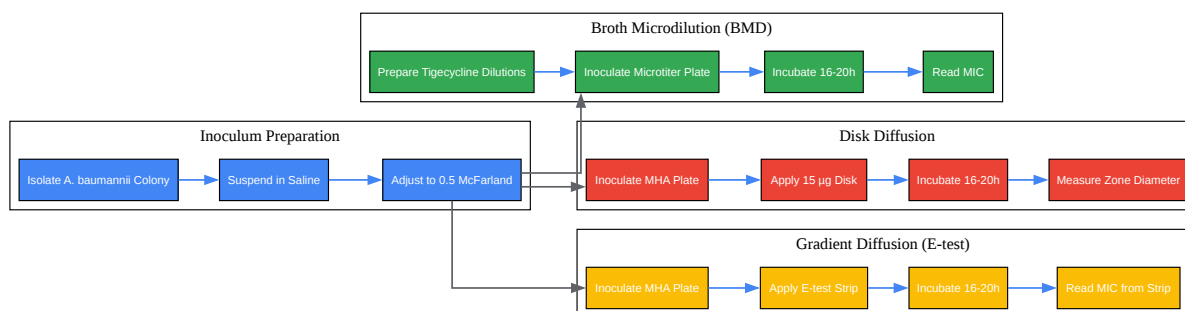 Broth Microdilution (BMD)
Prepare Tigecycline Dilutions
Inoculate Microtiter Plate
Incubate 16-20h
Read MIC
Inoculum Preparation
Isolate A. baumannii Colony
Suspend in Saline
Adjust to 0.5 McFarland
Disk Diffusion
Inoculate MHA Plate
Apply 15 µg Disk
Incubate 16-20h
Measure Zone Diameter
Gradient Diffusion (E-test)
Inoculate MHA Plate
Apply E-test Strip
Incubate 16-20h
Read MIC from Strip